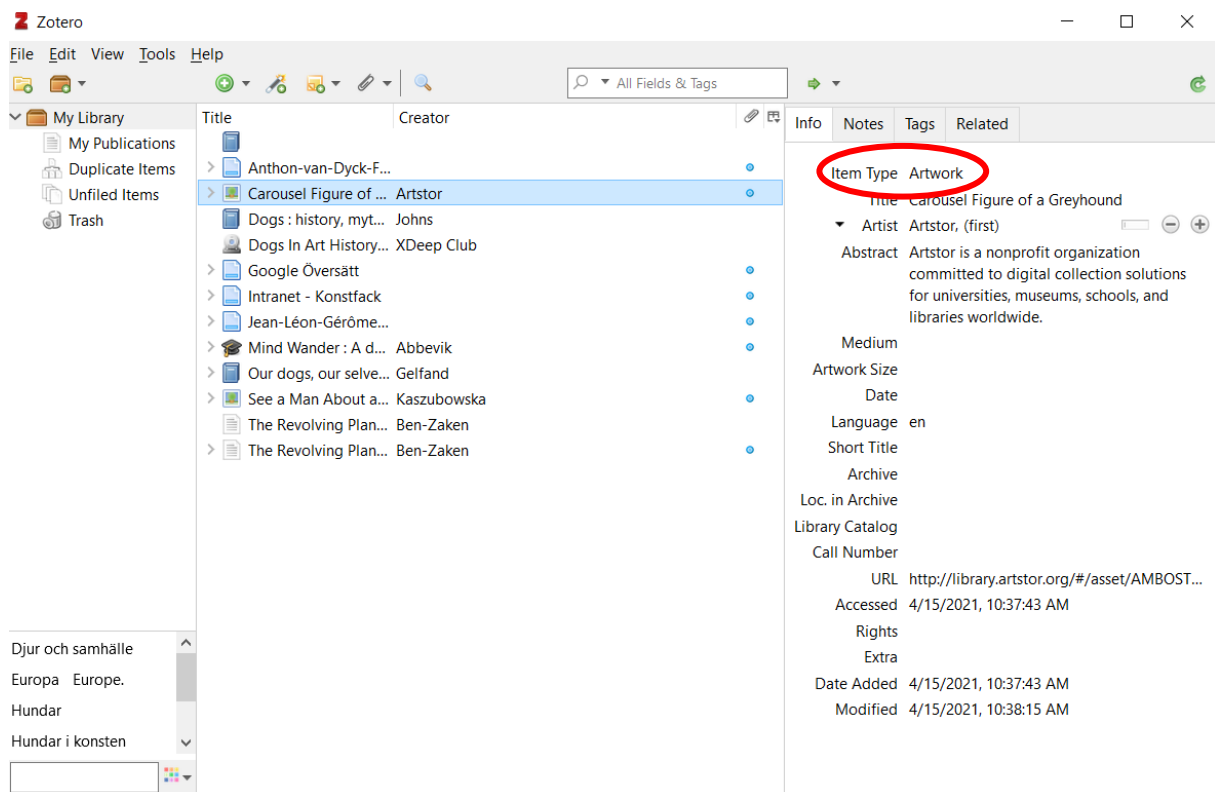 Zotero
File Edit View Tools Help
All Fields & Tags
My Library
My Publications
Duplicate Items
Unfiled Items
Trash
Djur och samhälle
Europa Europe.
Hundar
Hundar i konsten
Title Creator
Anthon-van-Dyck-F...
Carousel Figure of ... Artstor
Dogs : history, myt... Johns
Dogs In Art History... XDeep Club
Google Översätt
Intranet - Konstfack
Jean-Léon-Gérôme...
Mind Wander : A d... Abbevik
Our dogs, our selve... Gelfand
See a Man About a... Kaszubowska
The Revolving Plan... Ben-Zaken
The Revolving Plan... Ben-Zaken
Info Notes Tags Related
Item Type Artwork
Title Carousel Figure of a Greyhound
Artist Artstor, (first)
Abstract Artstor is a nonprofit organization
committed to digital collection solutions
for universities, museums, schools, and
libraries worldwide.
Medium
Artwork Size
Date
Language en
Short Title
Archive
Loc. in Archive
Library Catalog
Call Number
URL http://library.artstor.org/#/asset/AMBOST...
Accessed 4/15/2021, 10:37:43 AM
Rights
Extra
Date Added 4/15/2021, 10:37:43 AM
Modified 4/15/2021, 10:38:15 AM